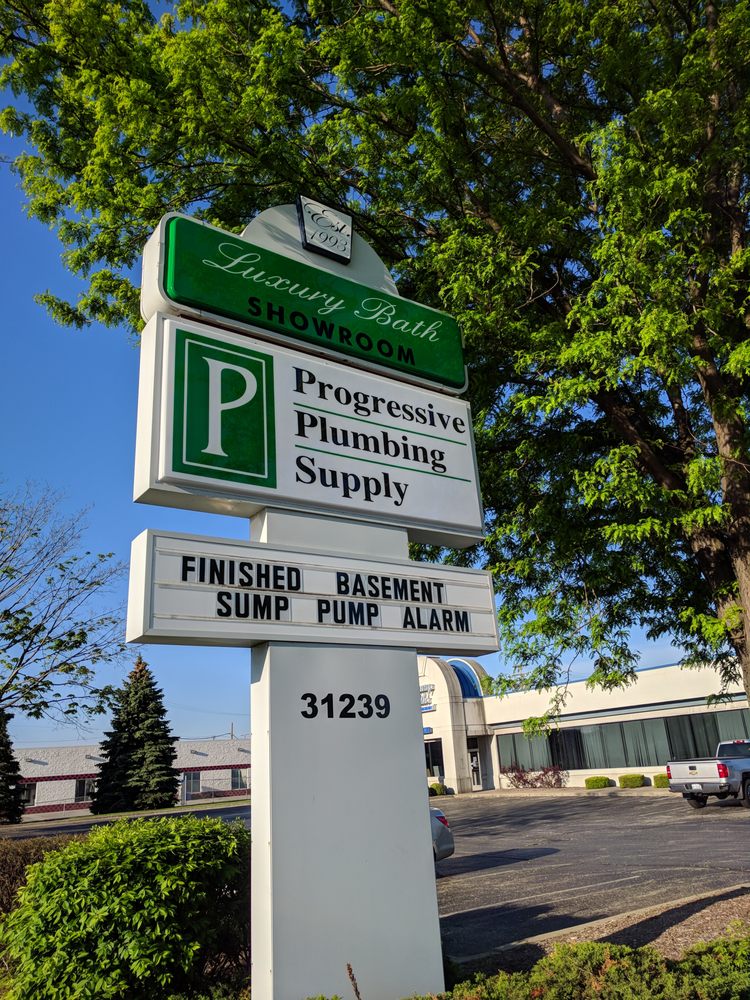 Est.
1993
Luxury Bath
SHOWROOM
P
Progressive
Plumbing
Supply
FINISHED BASEMENT
SUMP PUMP ALARM
31239